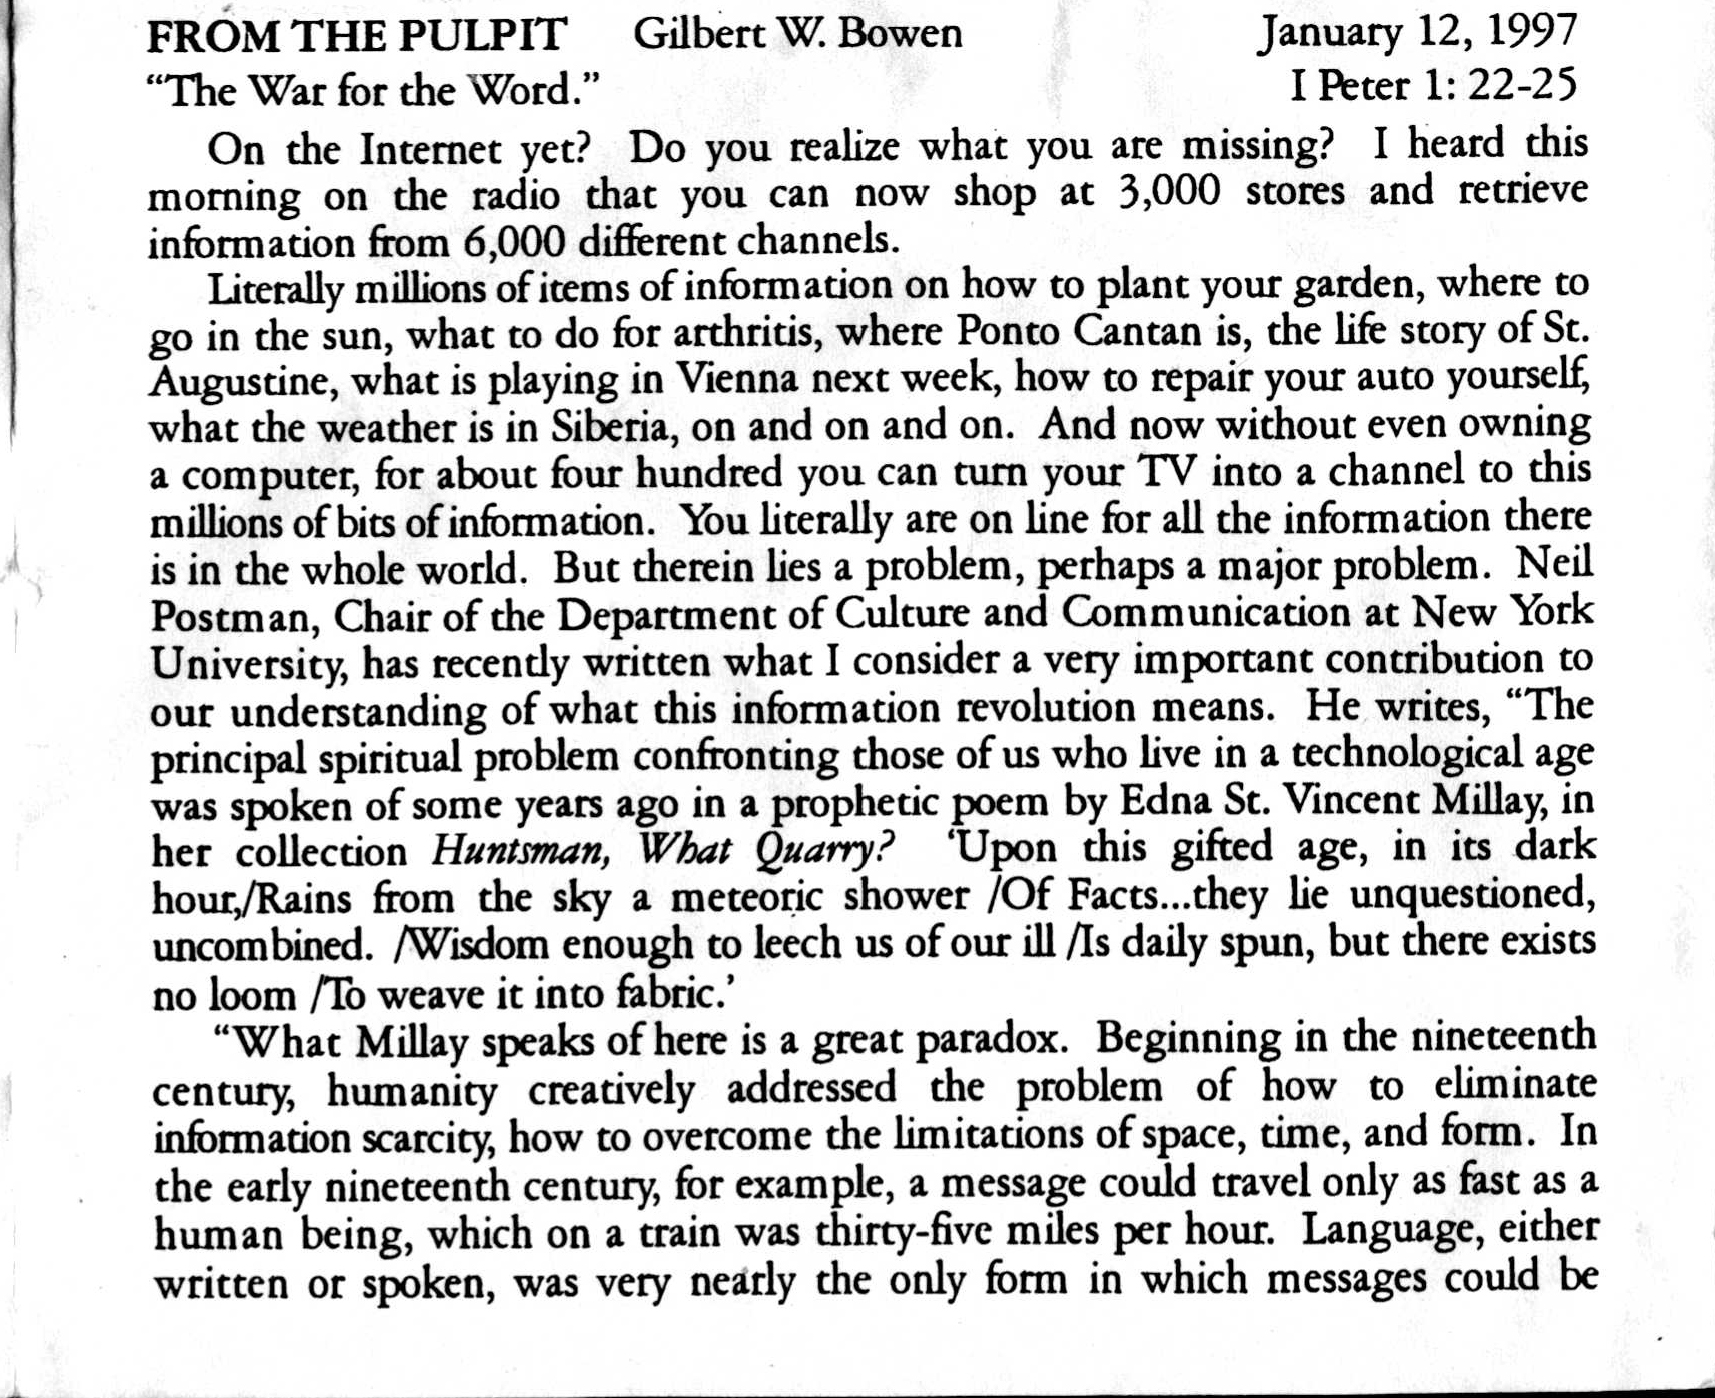 FROM THE PULPIT Gilbert W. Bowen January 12, 1997
“The War for the Word.” I Peter 1: 22-25
On the Internet yet? Do you realize what you are missing? I heard this
morning on the radio that you can now shop at 3,000 stores and retrieve
information from 6,000 different channels.
Literally millions of items of information on how to plant your garden, where to
go in the sun, what to do for arthritis, where Ponto Cantan is, the life story of St.
Augustine, what is playing in Vienna next week, how to repair your auto yourself,
what the weather is in Siberia, on and on and on. And now without even owning
a computer, for about four hundred you can turn your TV into a channel to this
millions of bits of information. You literally are on line for all the information there
is in the whole world. But therein lies a problem, perhaps a major problem. Neil
Postman, Chair of the Department of Culture and Communication at New York
University, has recently written what I consider a very important contribution to
our understanding of what this information revolution means. He writes, “The
principal spiritual problem confronting those of us who live in a technological age
was spoken of some years ago in a prophetic poem by Edna St. Vincent Millay, in
her collection Huntsman, What Quarry? ‘Upon this gifted age, in its dark
hour,/Rains from the sky a meteoric shower /Of Facts...they lie unquestioned,
uncombined. /Wisdom enough to leech us of our ill /Is daily spun, but there exists
no loom /To weave it into fabric.’
“What Millay speaks of here is a great paradox. Beginning in the nineteenth
century, humanity creatively addressed the problem of how to eliminate
information scarcity, how to overcome the limitations of space, time, and form. In
the early nineteenth century, for example, a message could travel only as fast as a
human being, which on a train was thirty-five miles per hour. Language, either
written or spoken, was very nearly the only form in which messages could be